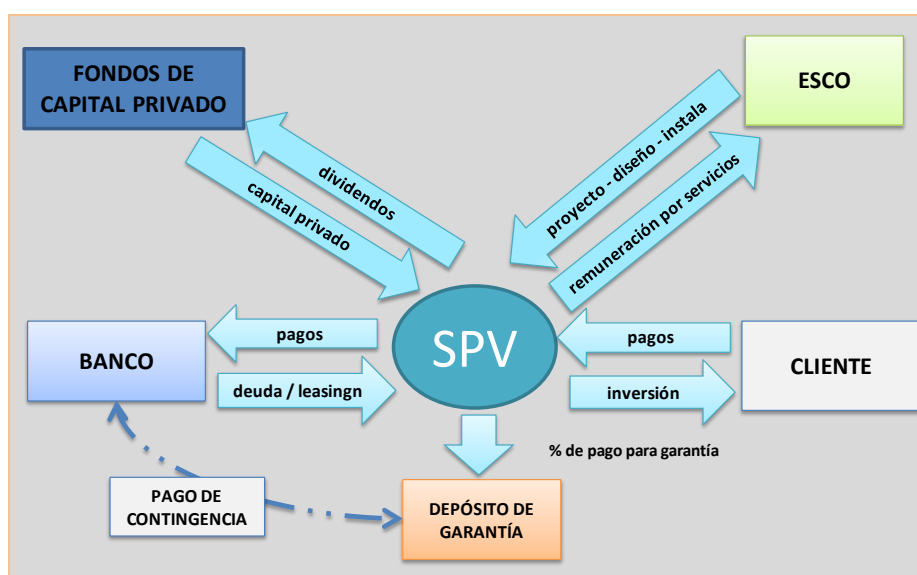 FONDOS DE
CAPITAL PRIVADO
ESCO
dividendos
capital privado
proyecto - diseño - instala
remuneración por servicios
SPV
BANCO
pagos
deuda / leasingn
pagos
inversión
CLIENTE
% de pago para garantía
PAGO DE
CONTINGENCIA
DEPÓSITO DE
GARANTÍA